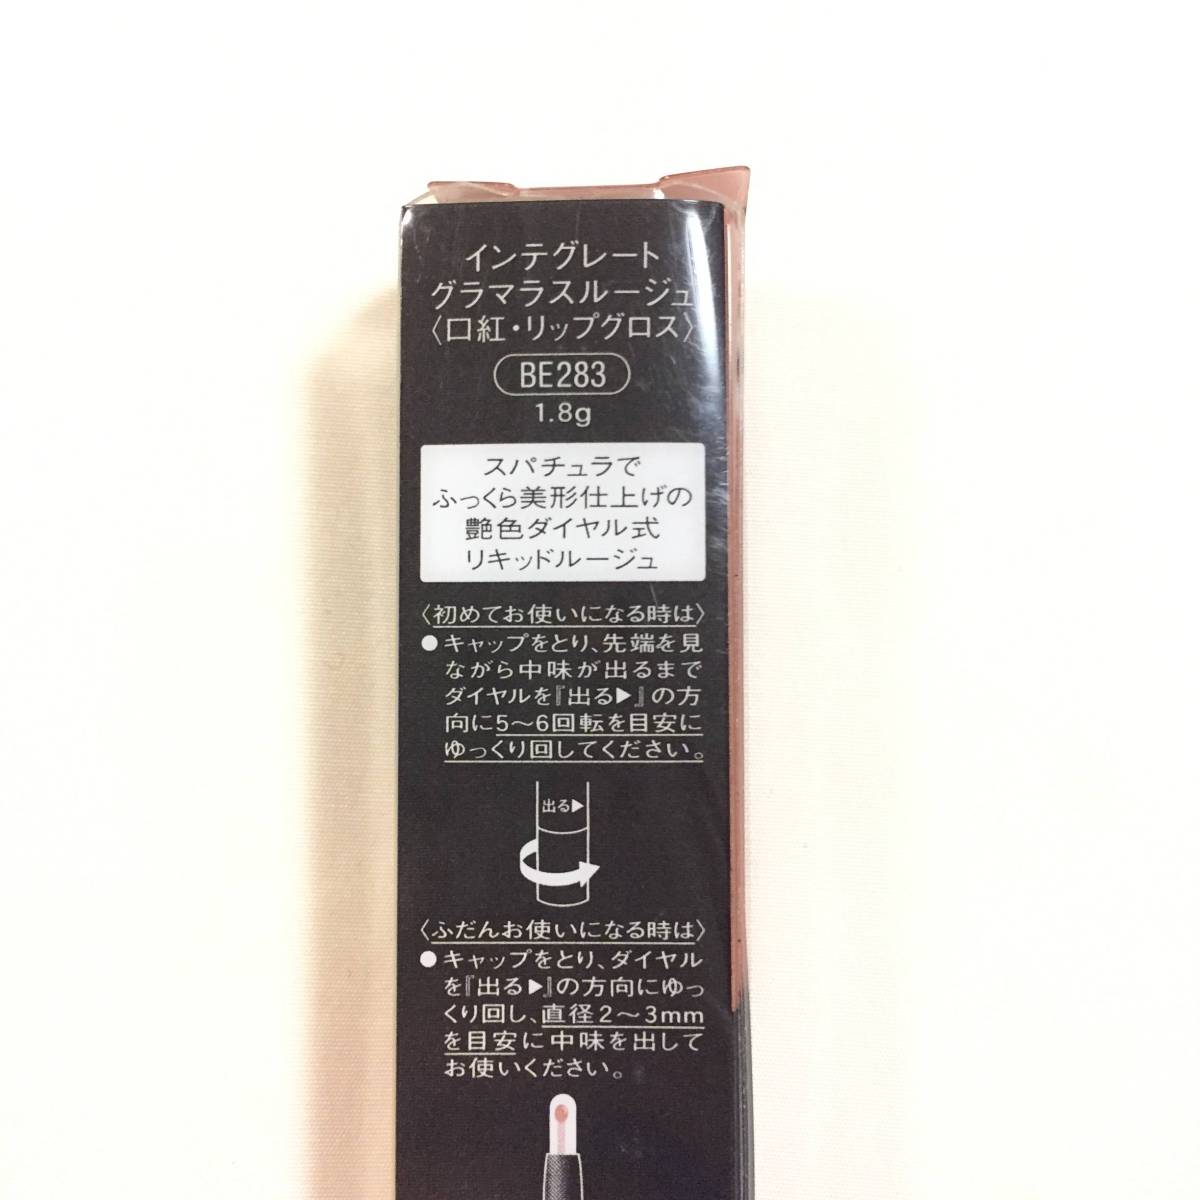 インテグレート
グラマラスルージュ
〈口紅・リップグロス〉
BE283
1.8g
スパチュラで
ふっくら美形仕上げの
艶色ダイヤル式
リキッドルージュ
〈初めてお使いになる時は〉
●キャップをとり、先端を見
ながら中味が出るまで
ダイヤルを『出る▶』の方
向に5〜6回転を目安に
ゆっくり回してください。
出る▶
〈ふだんお使いになる時は〉
●キャップをとり、ダイヤル
を『出る▶』の方向にゆっ
くり回し、直径2〜3mm
を目安に中味を出して
お使いください。